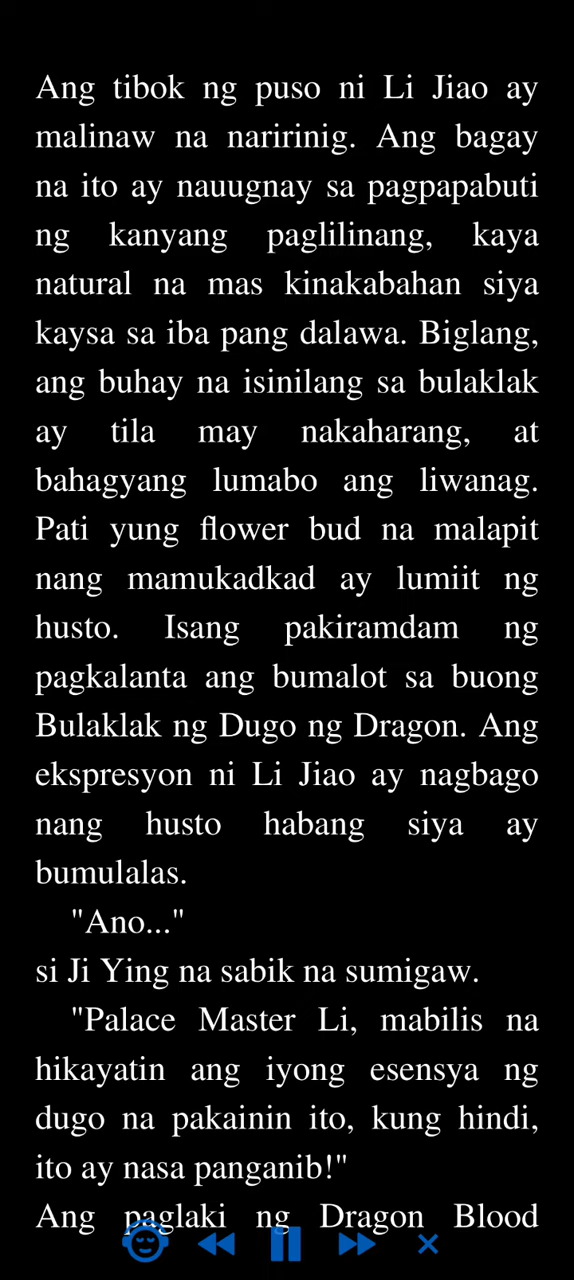 Ang tibok ng puso ni Li Jiao ay
malinaw na naririnig. Ang bagay
na ito ay nauugnay sa pagpapabuti
ng kanyang paglilinang, kaya
natural na mas kinakabahan siya
kaysa sa iba pang dalawa. Biglang,
ang buhay na isinilang sa bulaklak
ay tila may nakaharang, at
bahagyang lumabo ang liwanag.
Pati yung flower bud na malapit
nang mamukadkad ay lumiit ng
husto. Isang pakiramdam ng
pagkalanta ang bumalot sa buong
Bulaklak ng Dugo ng Dragon. Ang
ekspresyon ni Li Jiao ay nagbago
nang husto habang siya ay
bumulalas.
"Ano..."
si Ji Ying na sabik na sumigaw.
"Palace Master Li, mabilis na
hikayatin ang iyong esensya ng
dugo na pakainin ito, kung hindi,
ito ay nasa panganib!"
Ang paglaki ng Dragon Blood